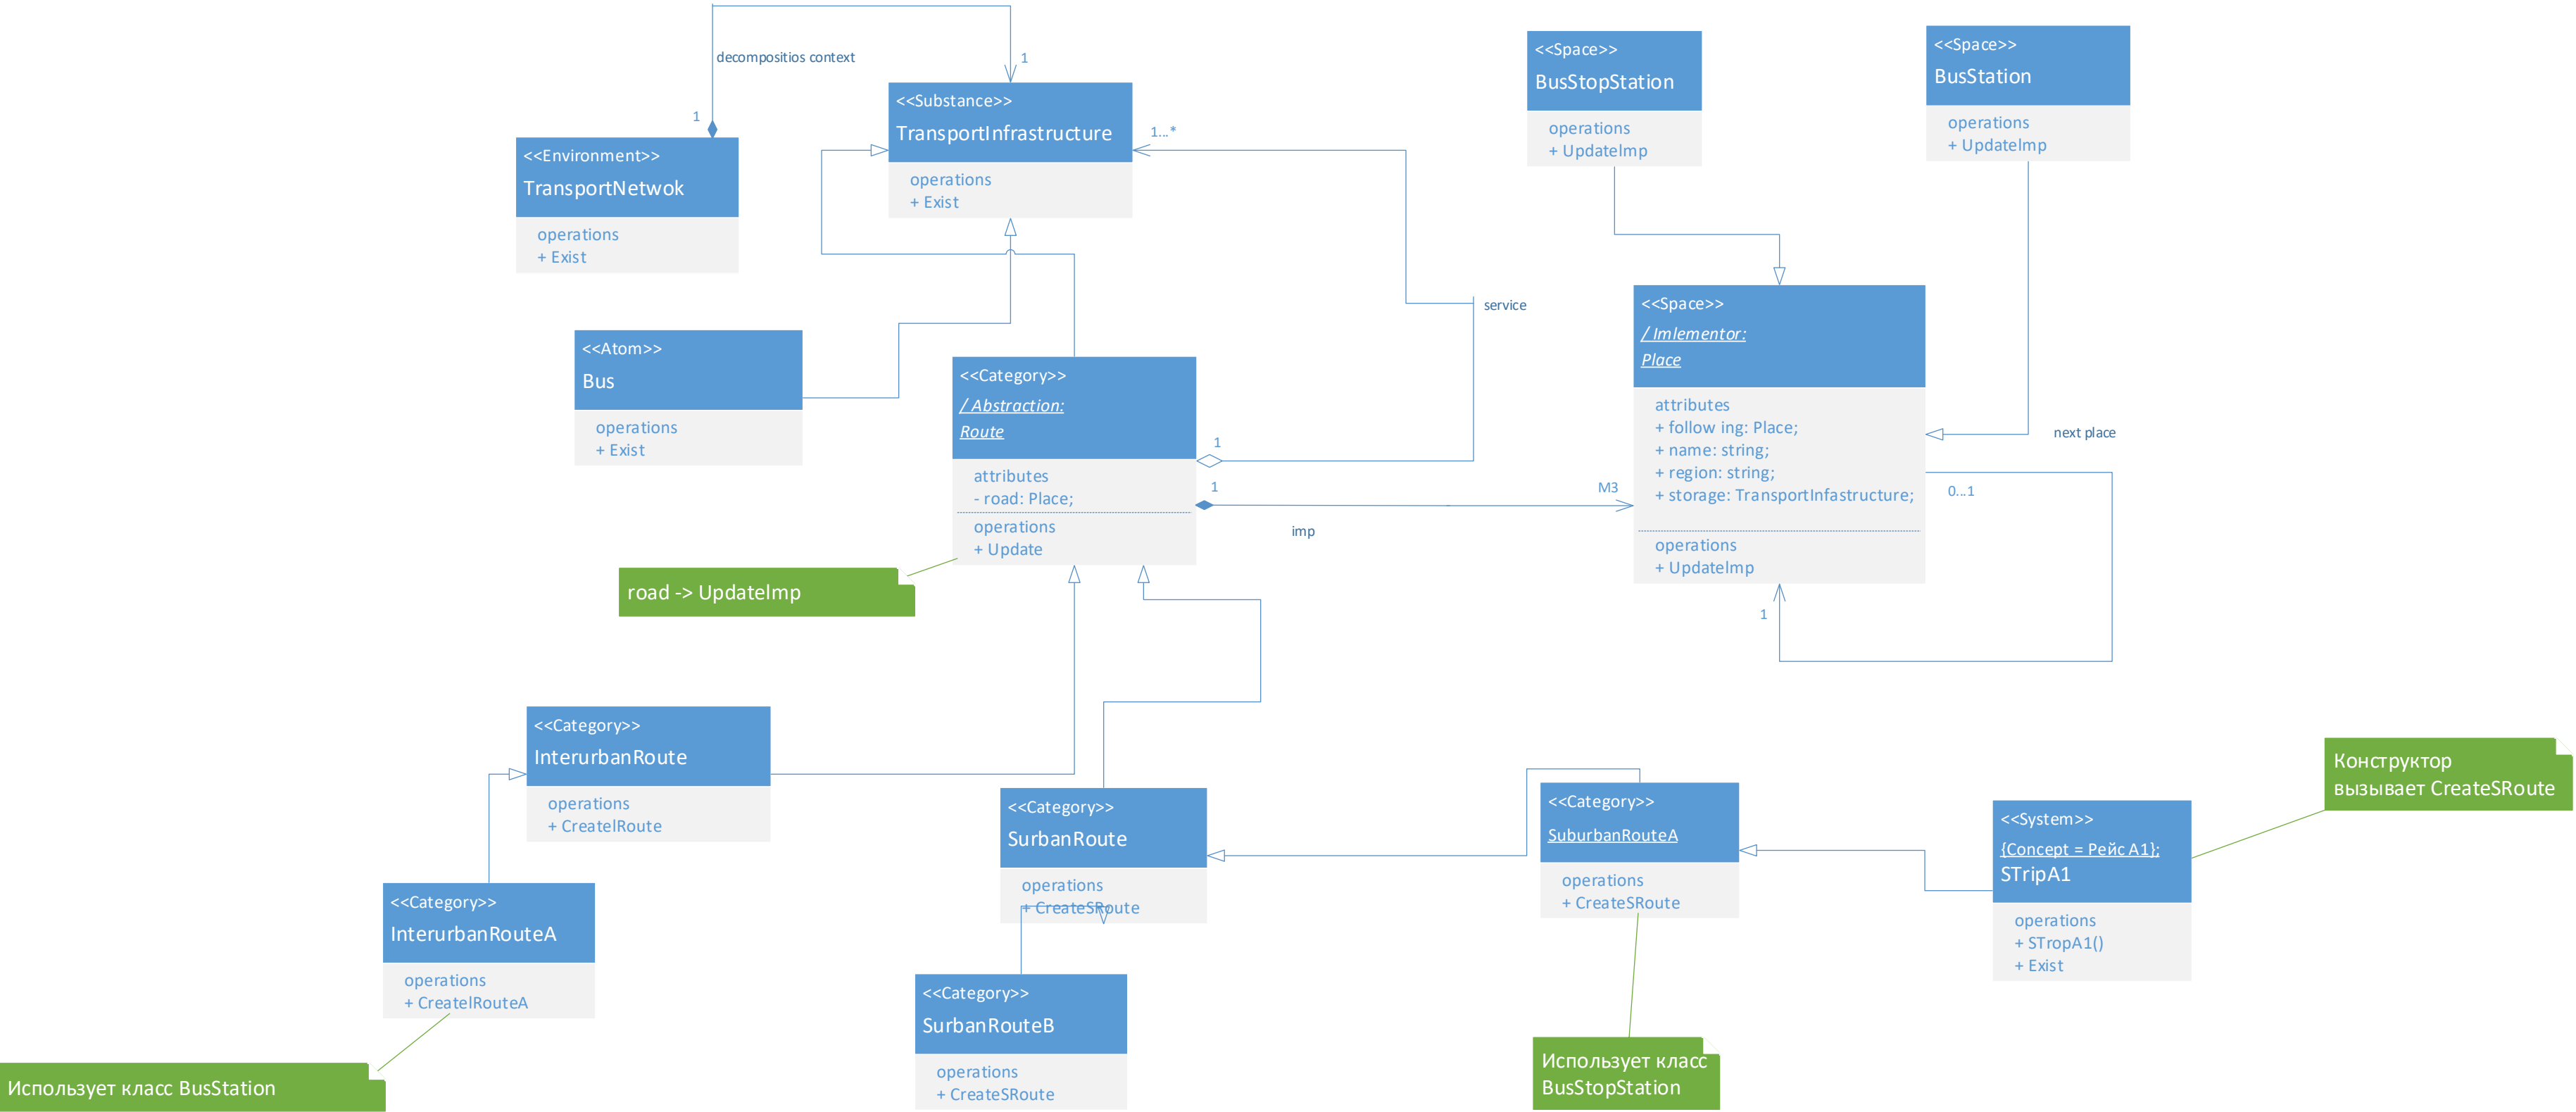 decompositios context
1
1
<<Substance>>
TransportInfrastructure
operations
+ Exist
1...*
<<Environment>>
TransportNetwok
operations
+ Exist
<<Space>>
BusStopStation
operations
+ UpdateImp
<<Space>>
BusStation
operations
+ UpdateImp
service
<<Atom>>
Bus
operations
+ Exist
<<Category>>
/ Abstraction:
Route
attributes
- road: Place;
operations
+ Update
1
1
imp
M3
<<Space>>
/ Imlementor:
Place
attributes
+ follow ing: Place;
+ name: string;
+ region: string;
+ storage: TransportInfastructure;
operations
+ UpdateImp
next place
0...1
1
road -> UpdateImp
<<Category>>
InterurbanRoute
operations
+ CreateIRoute
<<Category>>
SurbanRoute
operations
+ CreateSRoute
<<Category>>
SuburbanRouteA
operations
+ CreateSRoute
<<System>>
{Concept = Рейс А1};
STripA1
operations
+ STropA1()
+ Exist
Конструктор
вызывает CreateSRoute
<<Category>>
InterurbanRouteA
operations
+ CreateIRouteA
<<Category>>
SurbanRouteB
operations
+ CreateSRoute
Использует класс BusStation
Использует класс
BusStopStation